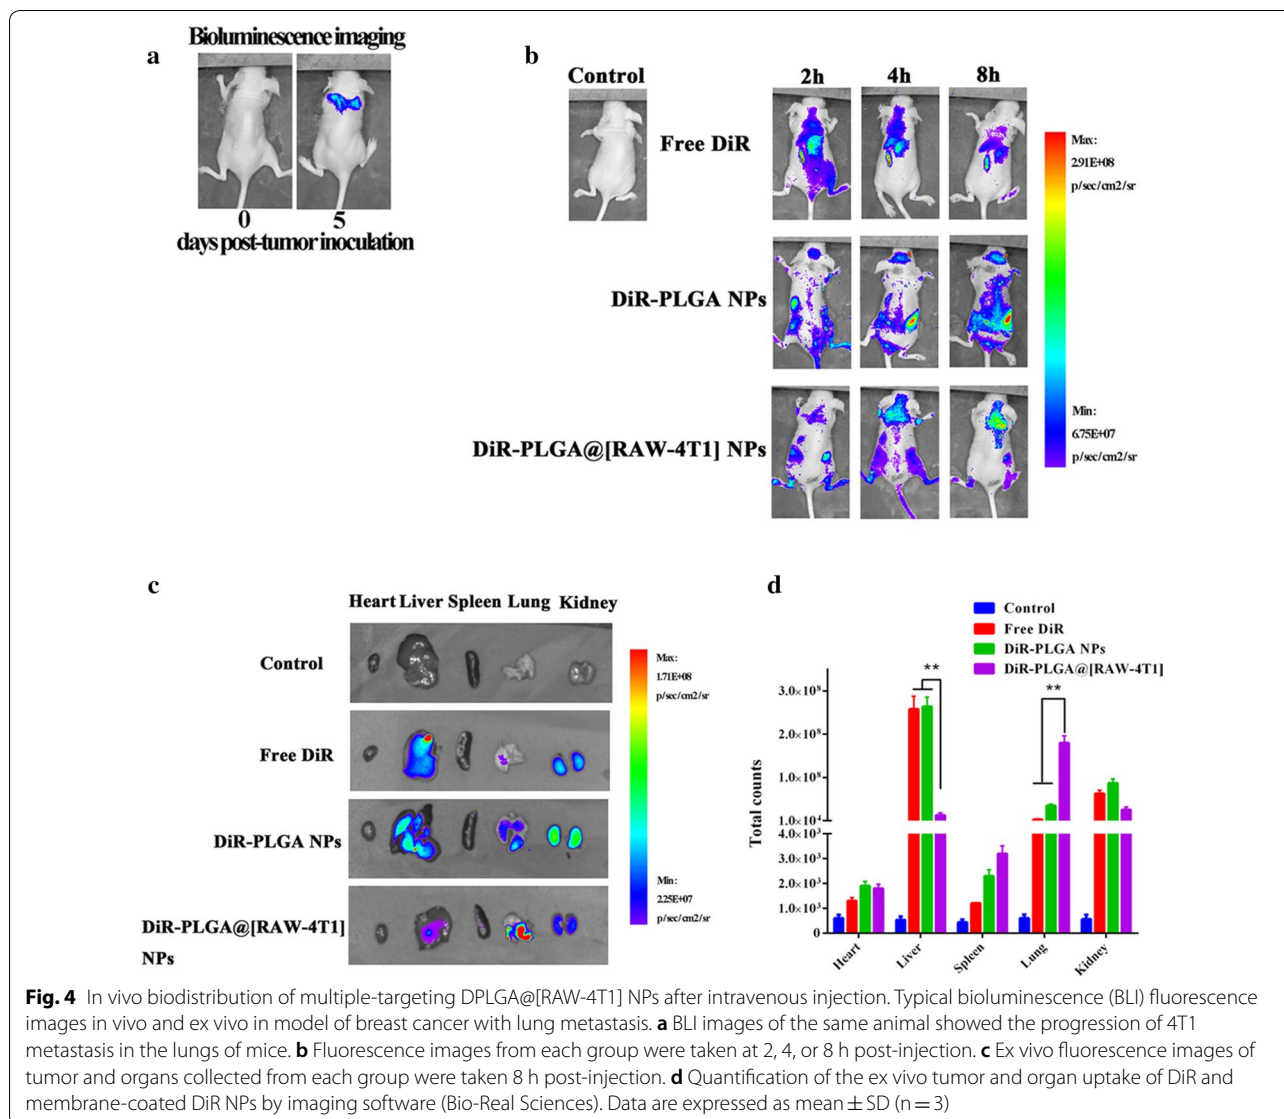 a
Bioluminescence imaging
0
5
days post-tumor inoculation
b
Control
2h
4h
8h
Free DiR
DiR-PLGA NPs
DiR-PLGA@[RAW-4T1] NPs
Max:
2.91E+08
p/sec/cm2/sr
Min:
6.75E+07
p/sec/cm2/sr
c
Heart Liver Spleen Lung Kidney
Control
Free DiR
DiR-PLGA NPs
DiR-PLGA@[RAW-4T1]
NPs
Max:
1.71E+08
p/sec/cm2/sr
Min:
2.25E+07
p/sec/cm2/sr
d
Control
Free DiR
DiR-PLGA NPs
DiR-PLGA@[RAW-4T1]
Total counts
3.0×10⁸
2.0×10⁸
1.0×10⁸
1.0×10⁴
4.0×10³
3.0×10³
2.0×10³
1.0×10³
0
**
**
Heart
Liver
Spleen
Lung
Kidney
Fig. 4 In vivo biodistribution of multiple-targeting DPLGA@[RAW-4T1] NPs after intravenous injection. Typical bioluminescence (BLI) fluorescence
images in vivo and ex vivo in model of breast cancer with lung metastasis. a BLI images of the same animal showed the progression of 4T1
metastasis in the lungs of mice. b Fluorescence images from each group were taken at 2, 4, or 8 h post-injection. c Ex vivo fluorescence images of
tumor and organs collected from each group were taken 8 h post-injection. d Quantification of the ex vivo tumor and organ uptake of DiR and
membrane-coated DiR NPs by imaging software (Bio-Real Sciences). Data are expressed as mean ± SD (n = 3)